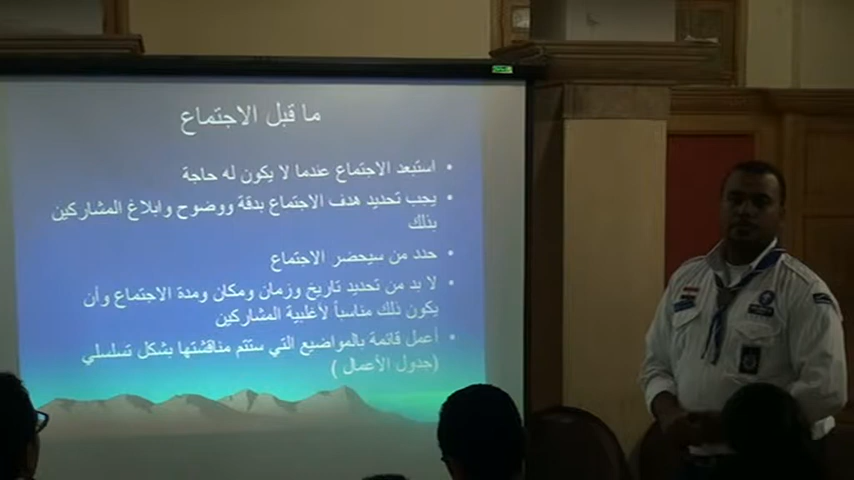 ما قبل الاجتماع
• استبعد الاجتماع عندما لا يكون له حاجة
• يجب تحديد هدف الاجتماع بدقة ووضوح وابلاغ المشاركين
بذلك
• حدد من سيحضر الاجتماع
• لا بد من تحديد تاريخ وزمان ومكان ومدة الاجتماع وأن
يكون ذلك مناسباً لأغلبية المشاركين
• أعمل قائمة بالمواضيع التي ستتم مناقشتها بشكل تسلسلي
(جدول الأعمال )